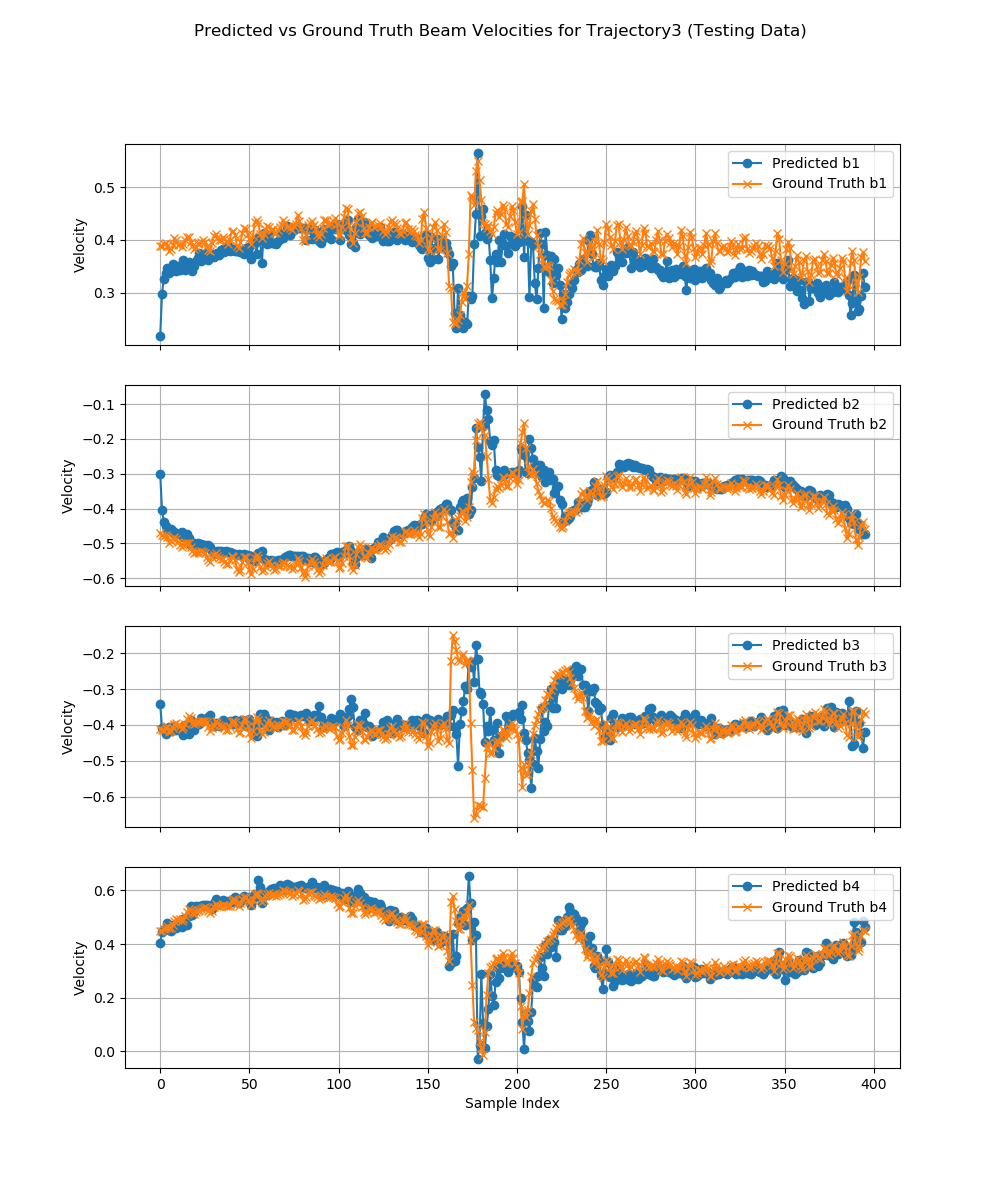 Predicted vs Ground Truth Beam Velocities for Trajectory3 (Testing Data)
Predicted b1
Ground Truth b1
Velocity
0.5
0.4
0.3
Predicted b2
Ground Truth b2
Velocity
−0.1
−0.2
−0.3
−0.4
−0.5
−0.6
Predicted b3
Ground Truth b3
Velocity
−0.2
−0.3
−0.4
−0.5
−0.6
Predicted b4
Ground Truth b4
Velocity
0.6
0.4
0.2
0.0
0 50 100 150 200 250 300 350 400
Sample Index